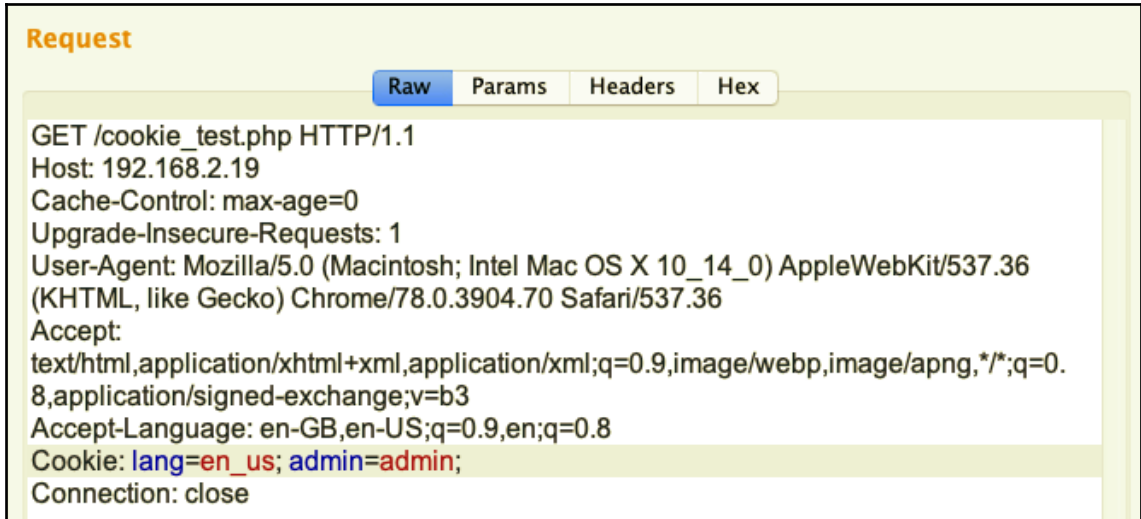 Request
Raw Params Headers Hex
GET /cookie_test.php HTTP/1.1
Host: 192.168.2.19
Cache-Control: max-age=0
Upgrade-Insecure-Requests: 1
User-Agent: Mozilla/5.0 (Macintosh; Intel Mac OS X 10_14_0) AppleWebKit/537.36
(KHTML, like Gecko) Chrome/78.0.3904.70 Safari/537.36
Accept:
text/html,application/xhtml+xml,application/xml;q=0.9,image/webp,image/apng,*/*;q=0.
8,application/signed-exchange;v=b3
Accept-Language: en-GB,en-US;q=0.9,en;q=0.8
Cookie: lang=en_us; admin=admin;
Connection: close